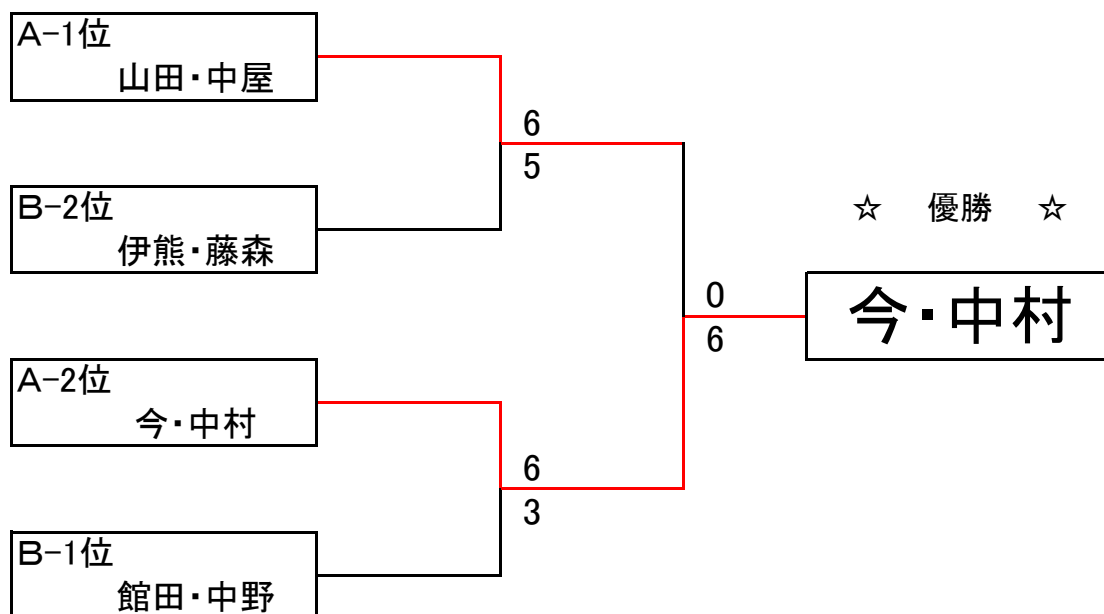 A-1位
山田・中屋
6
5
B-2位
伊熊・藤森
☆　優勝　☆
0
6
今・中村
A-2位
今・中村
6
3
B-1位
館田・中野